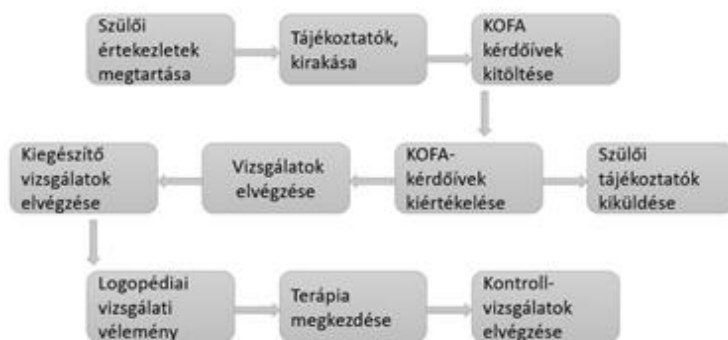 Szülői
értekezletek
megtartása
Tájékoztatók,
kirakása
KOFA
kérdőívek
kitöltése
Kiegészítő
vizsgálatok
elvégzése
Vizsgálatok
elvégzése
KOFA-
kérdőívek
kiértékelése
Szülői
tájékoztatók
kiküldése
Logopédiai
vizsgálati
vélemény
Terápia
megkezdése
Kontroll-
vizsgálatok
elvégzése